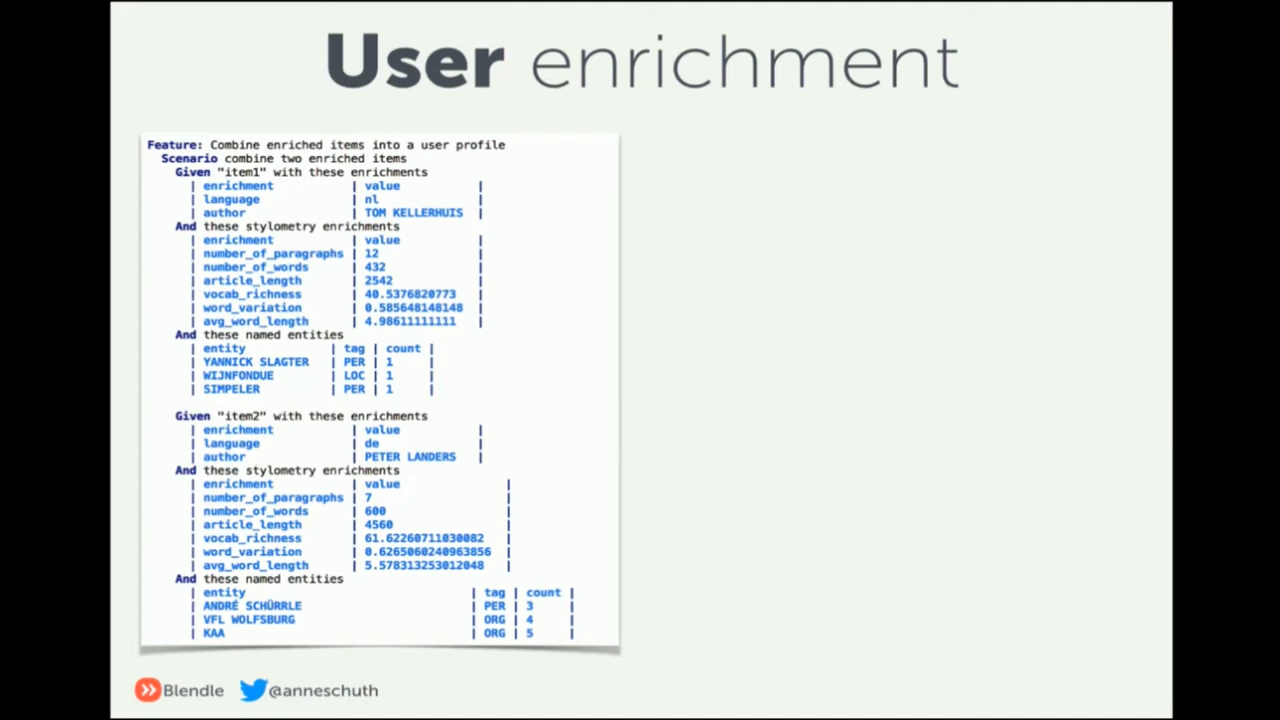 User enrichment
Feature: Combine enriched items into a user profile
Scenario combine two enriched items
Given "item1" with these enrichments
| enrichment | value |
| language | nl |
| author | TOM KELLERHUIS |
And these stylometry enrichments
| enrichment | value |
| number_of_paragraphs | 12 |
| number_of_words | 432 |
| article_length | 2542 |
| vocab_richness | 40.5376820773 |
| word_variation | 0.585648148148 |
| avg_word_length | 4.98611111111 |
And these named entities
| entity | tag | count |
| YANNICK SLAGTER | PER | 1 |
| WIJNFONDUE | LOC | 1 |
| SIMPELER | PER | 1 |
Given "item2" with these enrichments
| enrichment | value |
| language | de |
| author | PETER LANDERS |
And these stylometry enrichments
| enrichment | value |
| number_of_paragraphs | 7 |
| number_of_words | 600 |
| article_length | 4560 |
| vocab_richness | 61.62260711030082 |
| word_variation | 0.6265060240963856 |
| avg_word_length | 5.578313253012048 |
And these named entities
| entity | tag | count |
| ANDRÉ SCHÜRRLE | PER | 3 |
| VFL WOLFSBURG | ORG | 4 |
| KAA | ORG | 5 |
Blendle @anneschuth